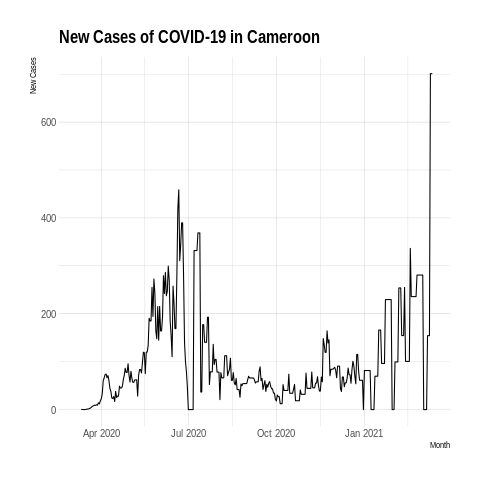 New Cases of COVID-19 in Cameroon
New Cases
600
400
200
0
Apr 2020 Jul 2020 Oct 2020 Jan 2021
Month